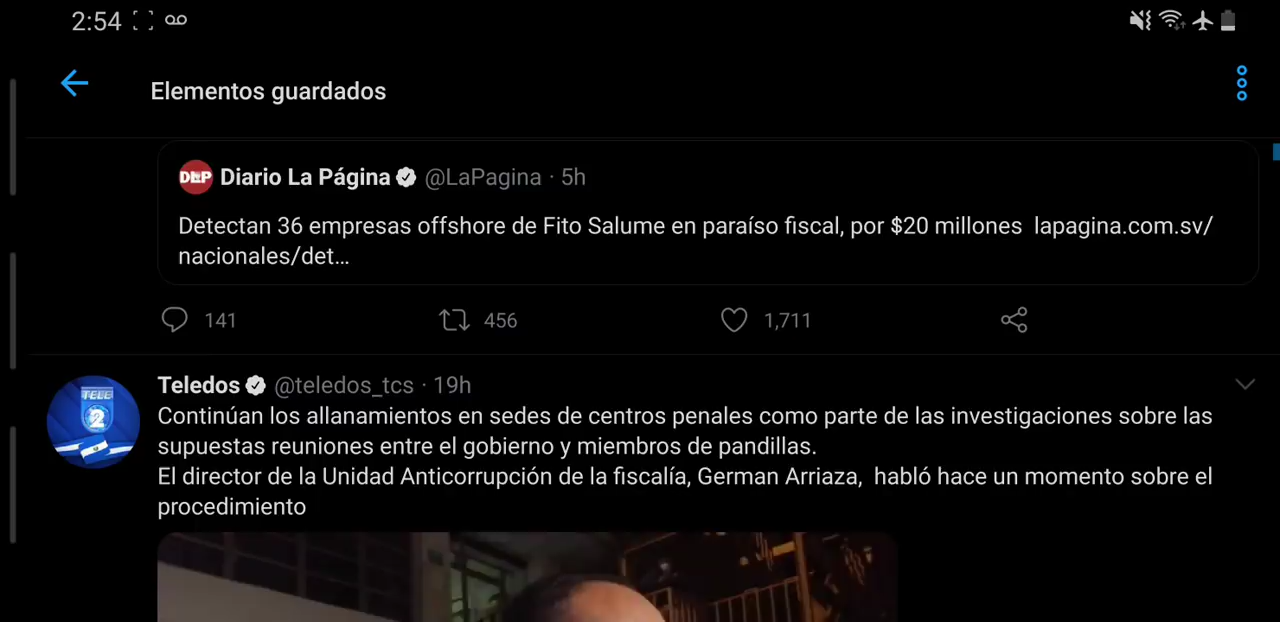 2:54
Elementos guardados
DLP Diario La Página @LaPagina · 5h
Detectan 36 empresas offshore de Fito Salume en paraíso fiscal, por $20 millones lapagina.com.sv/
nacionales/det…
141 456 1,711
TELE
2
Teledos @teledos_tcs · 19h
Continúan los allanamientos en sedes de centros penales como parte de las investigaciones sobre las
supuestas reuniones entre el gobierno y miembros de pandillas.
El director de la Unidad Anticorrupción de la fiscalía, German Arriaza, habló hace un momento sobre el
procedimiento